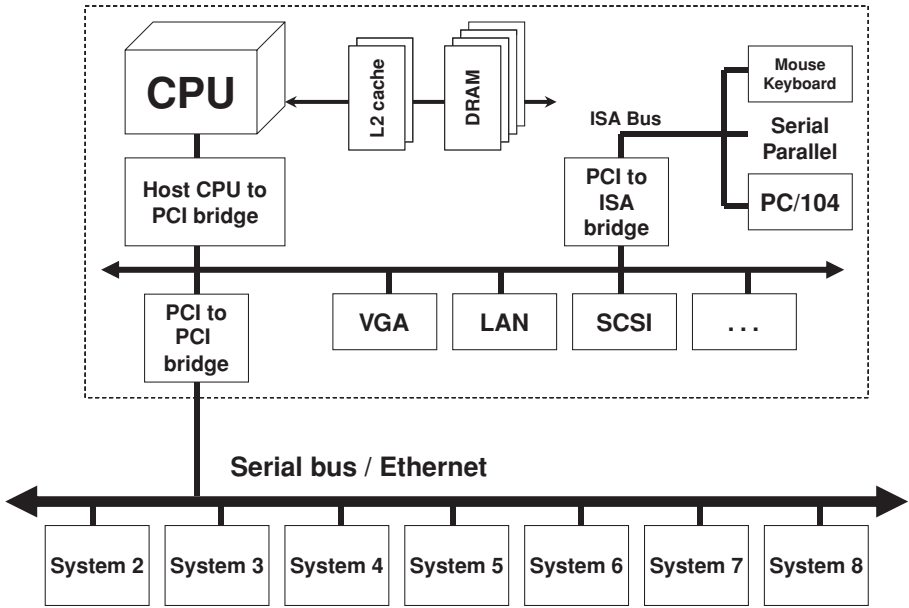 CPU
L2 cache
DRAM
ISA Bus
Mouse
Keyboard
Serial
Parallel
PC/104
Host CPU to
PCI bridge
PCI to
ISA
bridge
PCI to
PCI
bridge
VGA
LAN
SCSI
. . .
Serial bus / Ethernet
System 2
System 3
System 4
System 5
System 6
System 7
System 8